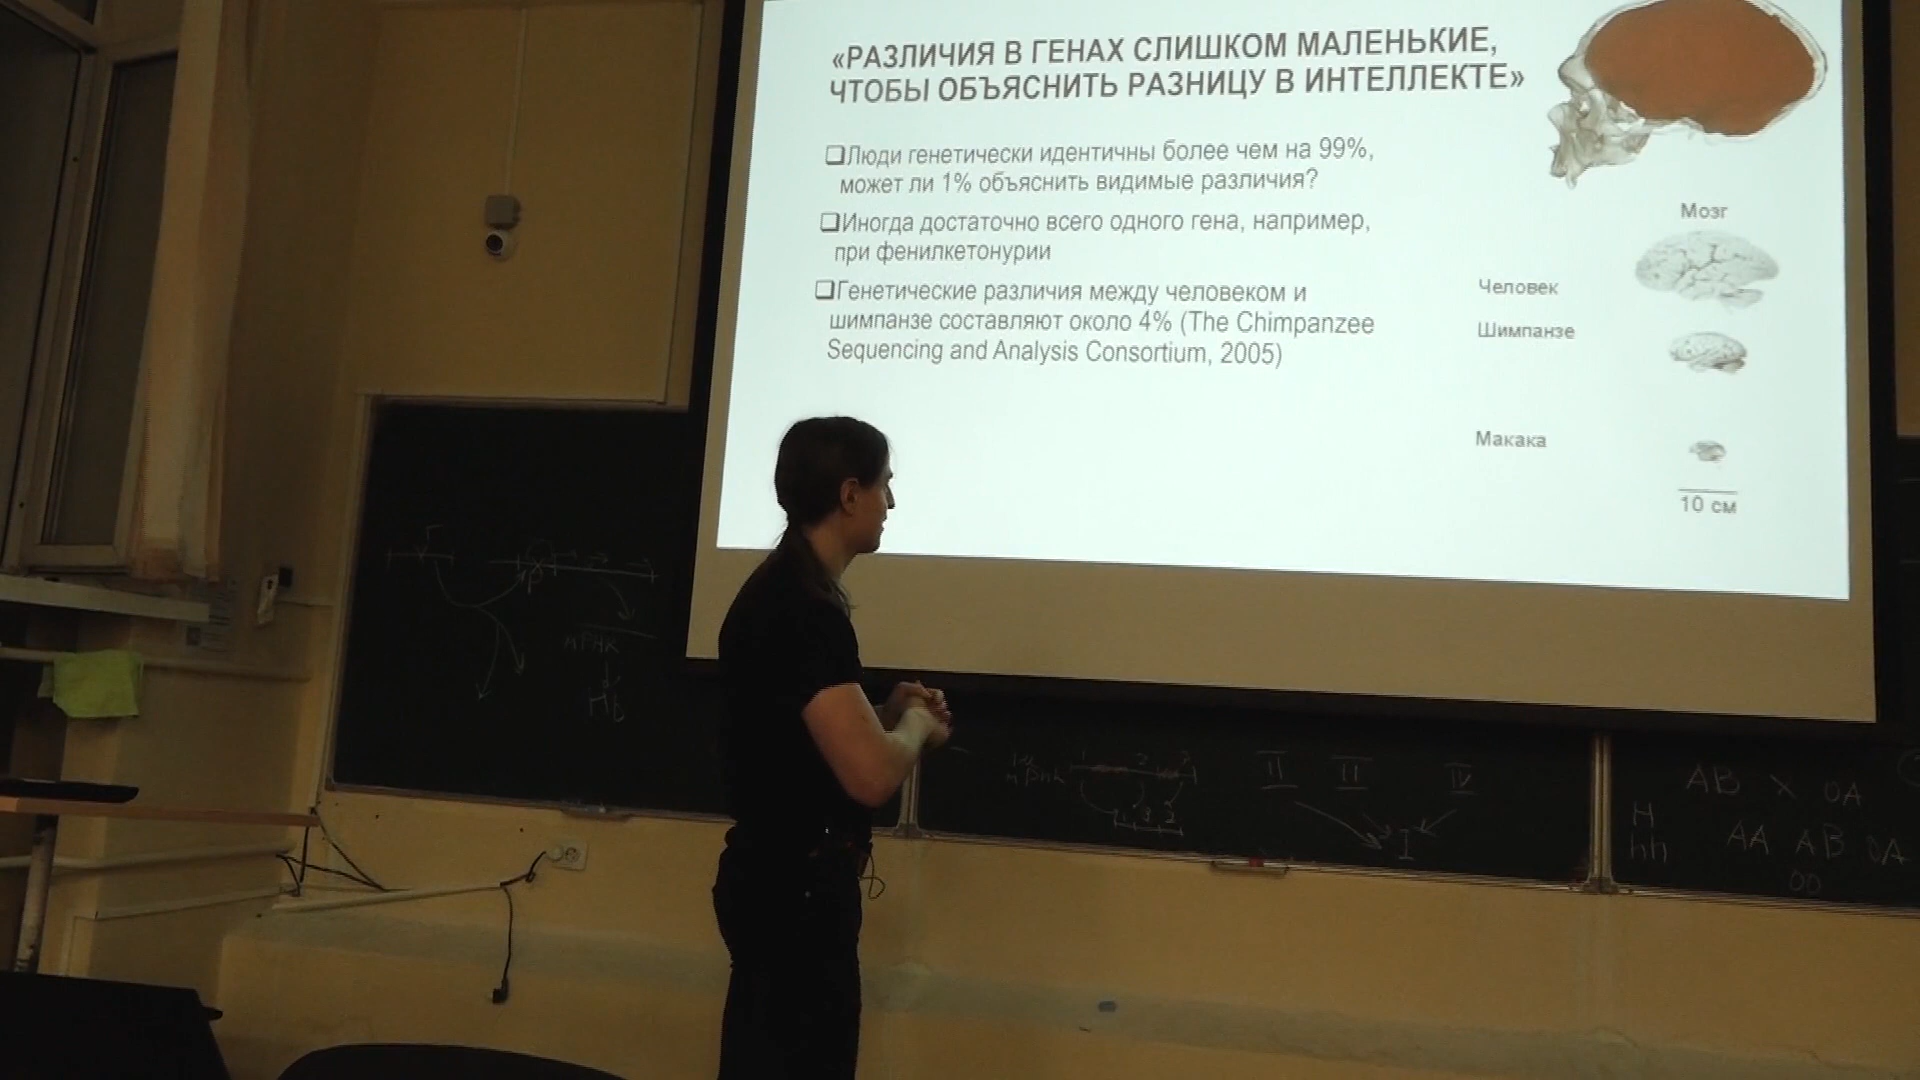 «РАЗЛИЧИЯ В ГЕНАХ СЛИШКОМ МАЛЕНЬКИЕ,
ЧТОБЫ ОБЪЯСНИТЬ РАЗНИЦУ В ИНТЕЛЛЕКТЕ»
Люди генетически идентичны более чем на 99%,
может ли 1% объяснить видимые различия?
Иногда достаточно всего одного гена, например,
при фенилкетонурии
Генетические различия между человеком и
шимпанзе составляют около 4% (The Chimpanzee
Sequencing and Analysis Consortium, 2005)
Мозг
Человек
Шимпанзе
Макака
10 см
мРНК
II III IV
I
AB x OA
H
hh
AA AB OA
OO